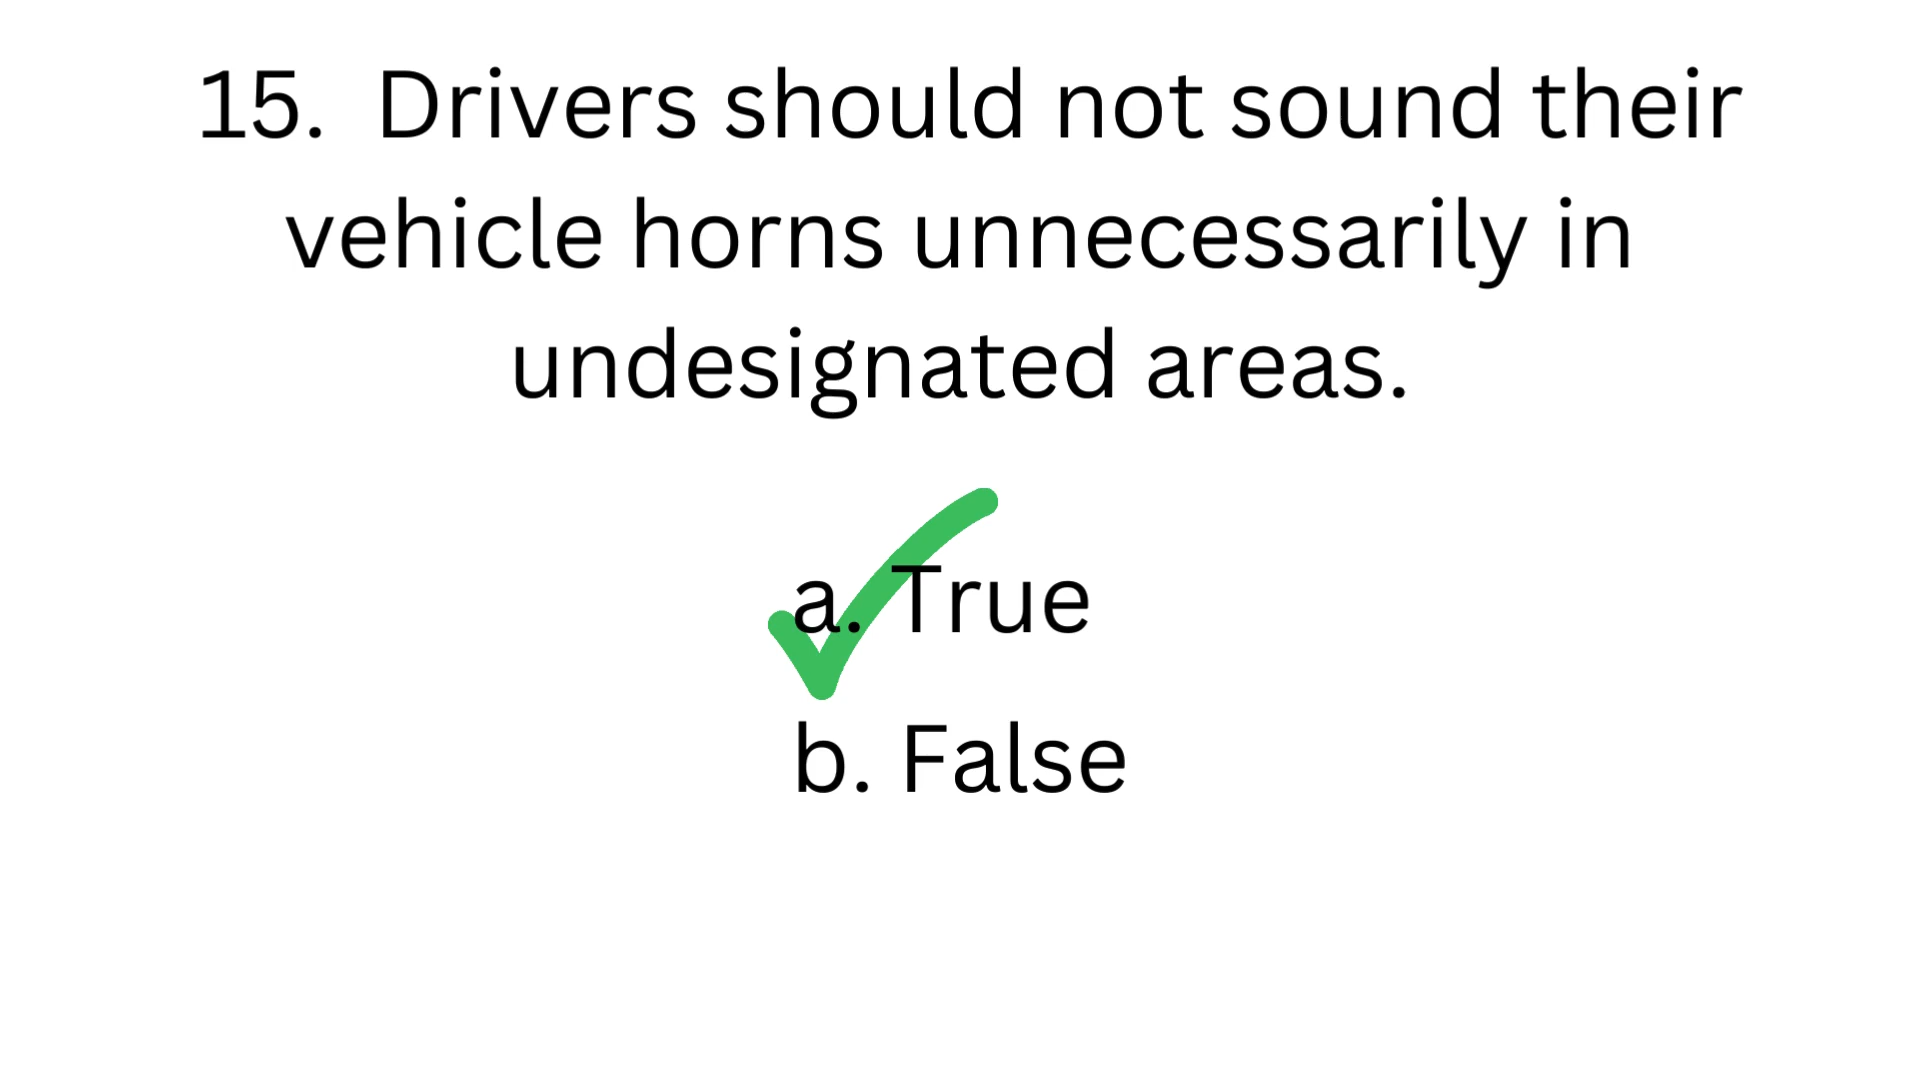 15. Drivers should not sound their
vehicle horns unnecessarily in
undesignated areas.
a. True
b. False